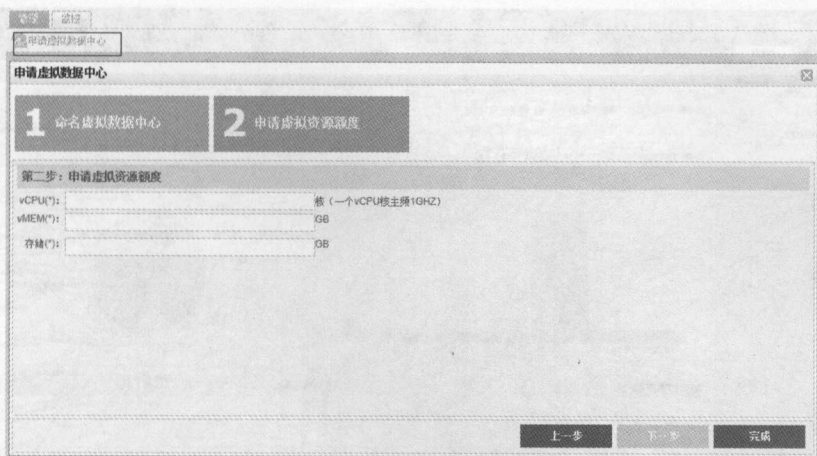 申请虚拟数据中心
申请虚拟数据中心
1 命名虚拟数据中心 2 申请虚拟资源额度
第二步：申请虚拟资源额度
vCPU(*): 核（一个vCPU核主频1GHZ）
vMEM(*): GB
存储(*): GB
上一步 下一步 完成